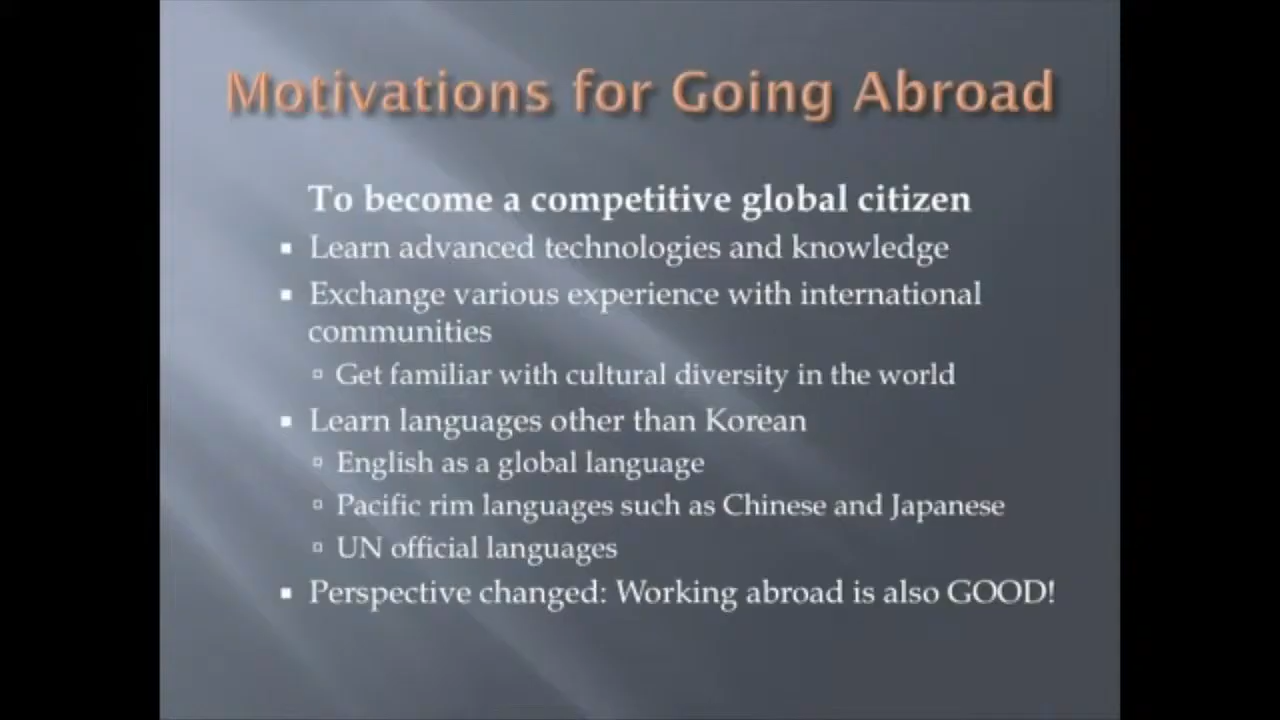 Motivations for Going Abroad
To become a competitive global citizen
Learn advanced technologies and knowledge
Exchange various experience with international
communities
Get familiar with cultural diversity in the world
Learn languages other than Korean
English as a global language
Pacific rim languages such as Chinese and Japanese
UN official languages
Perspective changed: Working abroad is also GOOD!